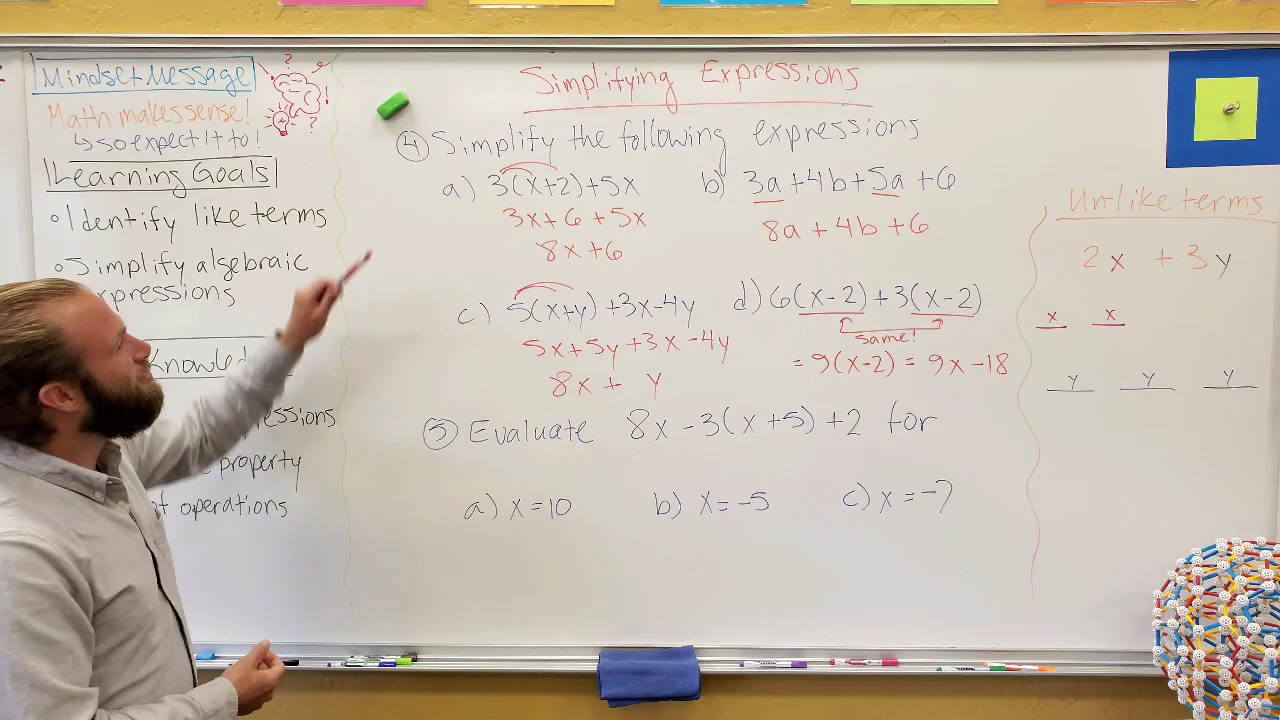 Mindset Message
Math makes sense!
↳ so expect it to!
Learning Goals
◦ Identify like terms
◦ Simplify algebraic
expressions
Knowled
essions
property
of operations
Simplifying Expressions
④ Simplify the following expressions
a) 3(x+2)+5x
3x+6+5x
8x+6
b) 3a+4b+5a+6
8a+4b+6
c) 5(x+y)+3x-4y
5x+5y+3x-4y
8x+ y
d) 6(x-2)+3(x-2)
same!
=9(x-2) = 9x-18
⑤ Evaluate 8x-3(x+5)+2 for
a) x=10 b) x=-5 c) x=-7
Unlike terms
2x +3y
x x
y y y